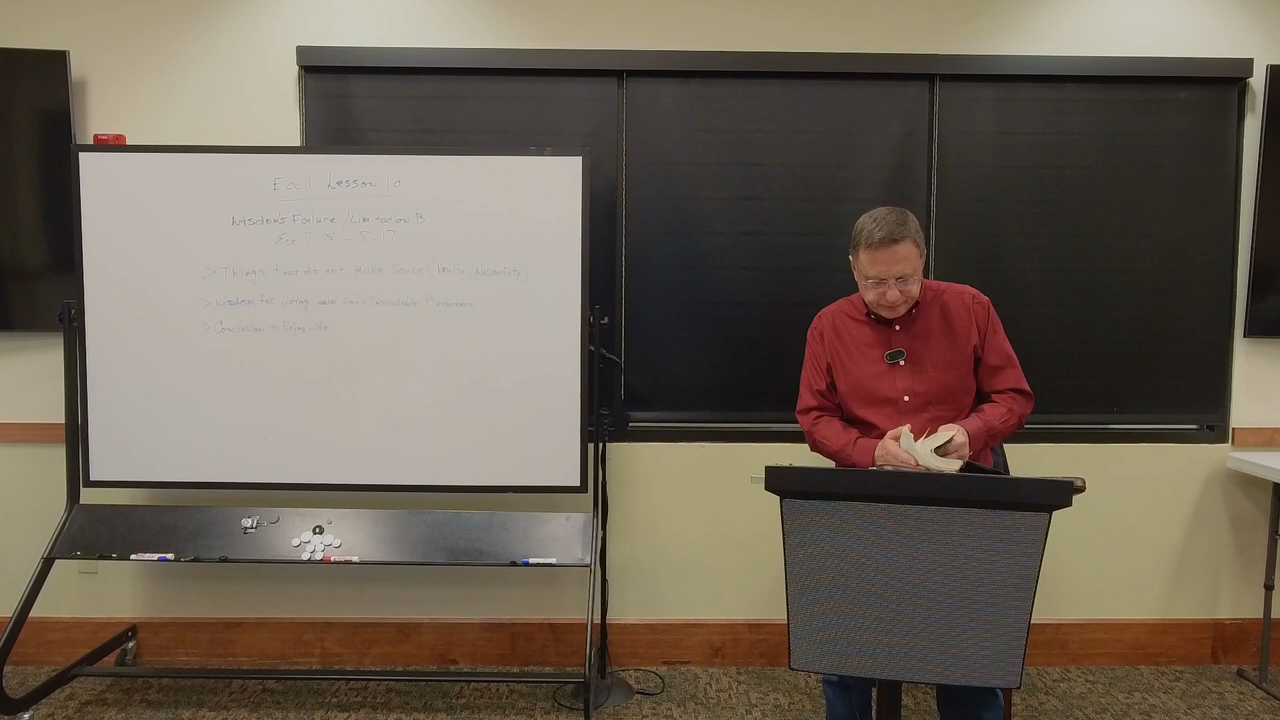 Eccl Lesson 10
Wisdom's Failure / Limitation B
Ecc 7: - 8:17
> Things that do not make Sense (Vanity / Absurdity)
> Wisdom for Living under God's Inscrutable Providence
> Conclusion → Enjoy Life